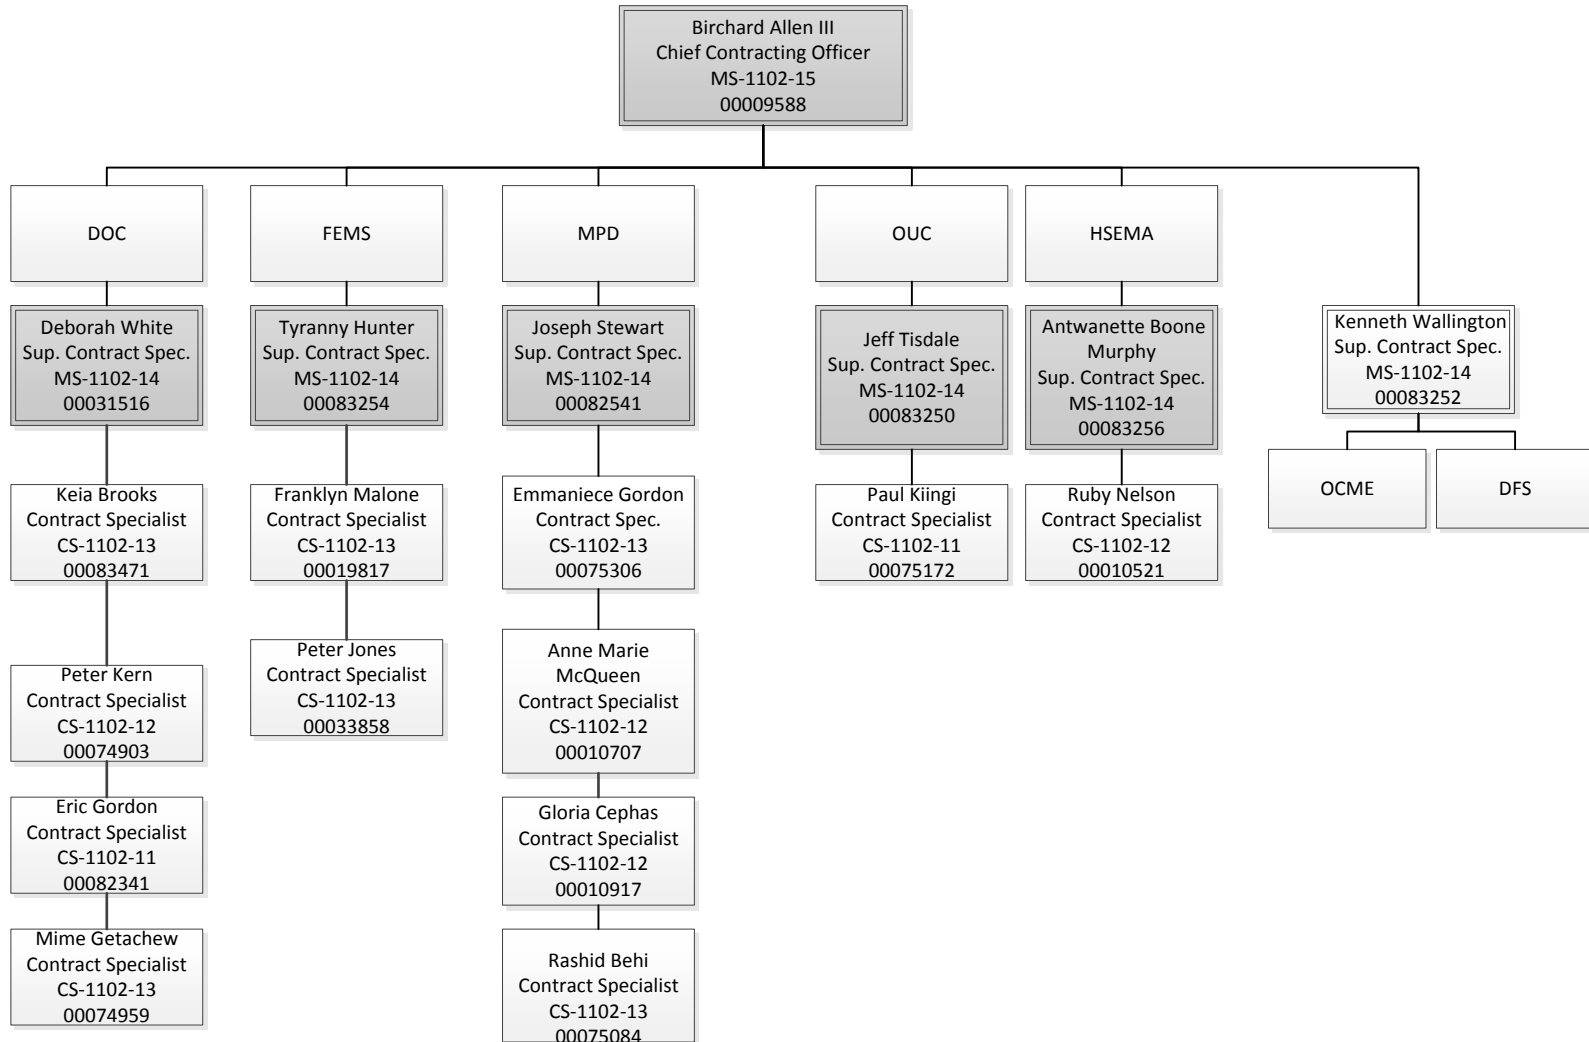 Birchard Allen III
Chief Contracting Officer
MS-1102-15
00009588
DOC
FEMS
MPD
OUC
HSEMA
Deborah White
Sup. Contract Spec.
MS-1102-14
00031516
Tyranny Hunter
Sup. Contract Spec.
MS-1102-14
00083254
Joseph Stewart
Sup. Contract Spec.
MS-1102-14
00082541
Jeff Tisdale
Sup. Contract Spec.
MS-1102-14
00083250
Antwanette Boone
Murphy
Sup. Contract Spec.
MS-1102-14
00083256
Kenneth Wallington
Sup. Contract Spec.
MS-1102-14
00083252
Keia Brooks
Contract Specialist
CS-1102-13
00083471
Franklyn Malone
Contract Specialist
CS-1102-13
00019817
Emmaniece Gordon
Contract Spec.
CS-1102-13
00075306
Paul Kiingi
Contract Specialist
CS-1102-11
00075172
Ruby Nelson
Contract Specialist
CS-1102-12
00010521
OCME
DFS
Peter Kern
Contract Specialist
CS-1102-12
00074903
Peter Jones
Contract Specialist
CS-1102-13
00033858
Anne Marie
McQueen
Contract Specialist
CS-1102-12
00010707
Eric Gordon
Contract Specialist
CS-1102-11
00082341
Gloria Cephas
Contract Specialist
CS-1102-12
00010917
Mime Getachew
Contract Specialist
CS-1102-13
00074959
Rashid Behi
Contract Specialist
CS-1102-13
00075084